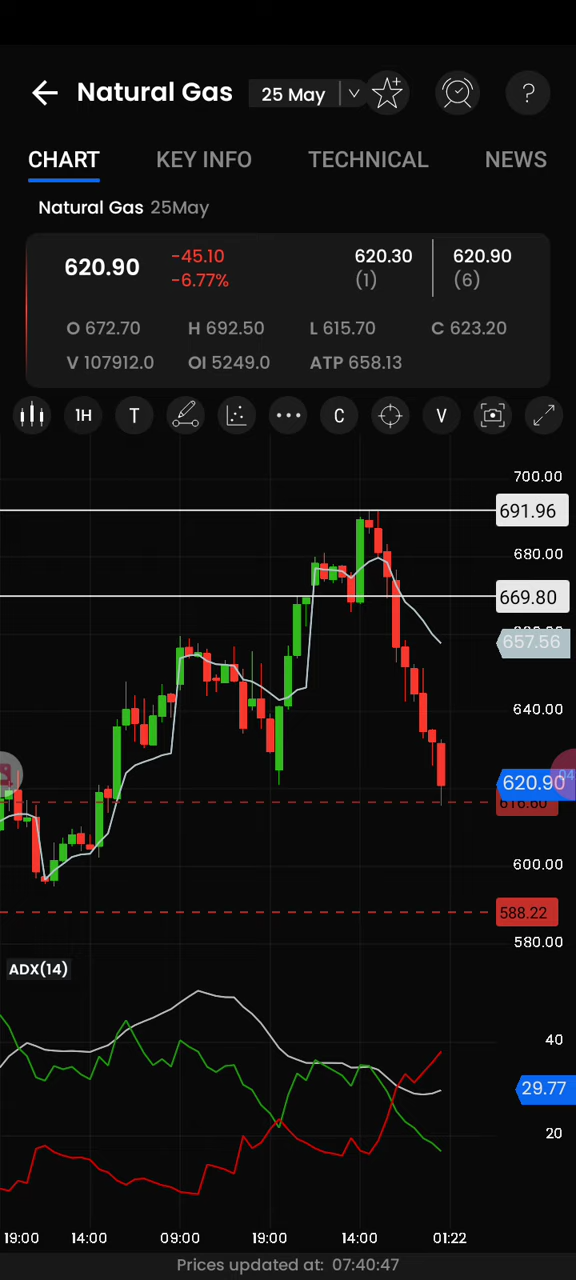 Natural Gas 25 May ?
CHART KEY INFO TECHNICAL NEWS
Natural Gas 25May
620.90 -45.10 -6.77% 620.30 (1) 620.90 (6)
O 672.70 H 692.50 L 615.70 C 623.20
V 107912.0 OI 5249.0 ATP 658.13
1H T C V
700.00
691.96
680.00
669.80
657.56
640.00
620.90
04
616.60
600.00
588.22
580.00
ADX(14)
40
29.77
20
19:00 14:00 09:00 19:00 14:00 01:22
Prices updated at: 07:40:47